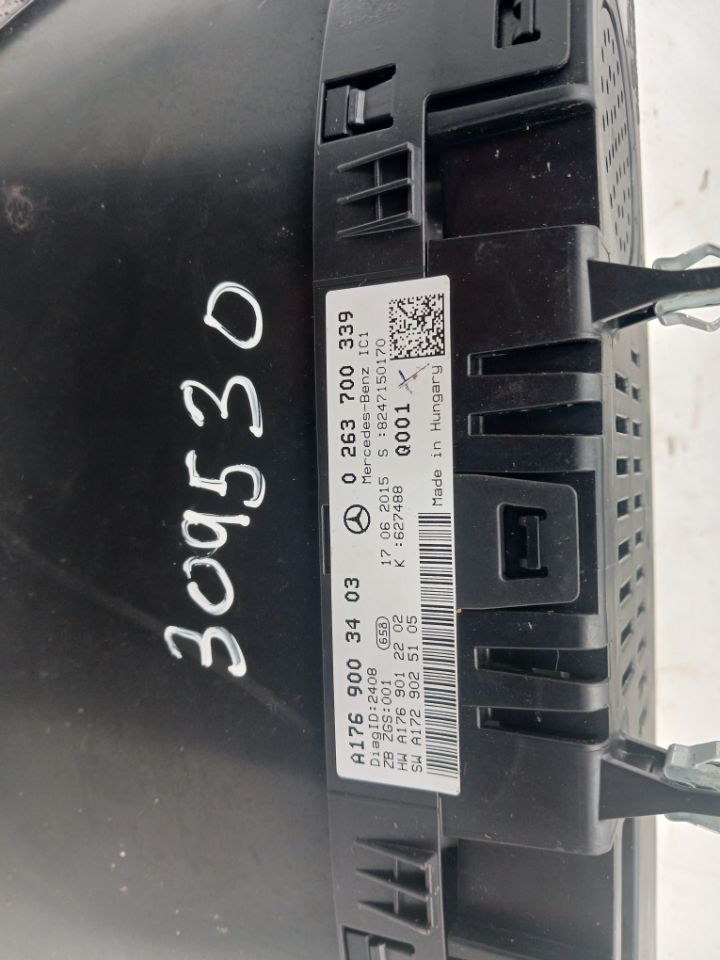 309530
A176 900 34 03
0 263 700 339
DiagID:2408
Mercedes-Benz IC1
ZB ZGS:001
658
17 06 2015
S :8247150170
HW A176 901 22 02
K :627488
Q001
SW A172 902 51 05
Made in Hungary